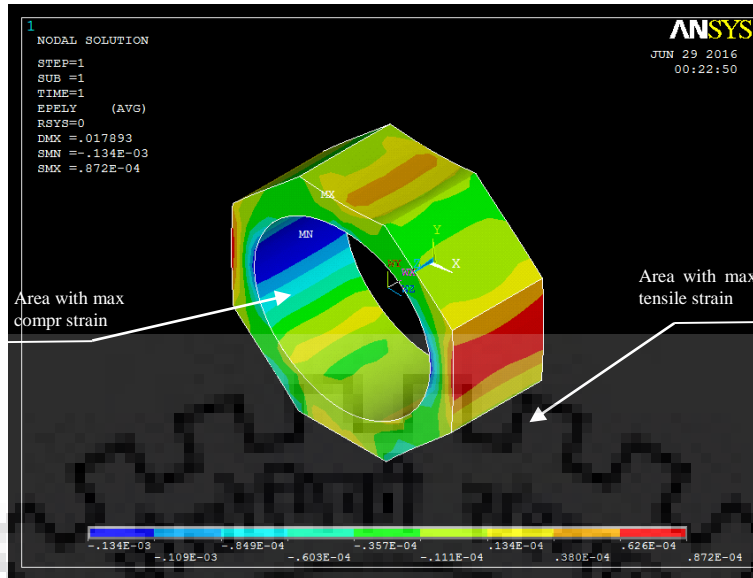 1
NODAL SOLUTION
STEP=1
SUB =1
TIME=1
EPELY (AVG)
RSYS=0
DMX =.017893
SMN =-.134E-03
SMX =.872E-04
ANSYS
JUN 29 2016
00:22:50
MX
MN
Y
X
Area with max
compr strain
Area with max
tensile strain
-.134E-03
-.109E-03
-.849E-04
-.603E-04
-.357E-04
-.111E-04
.134E-04
.380E-04
.626E-04
.872E-04